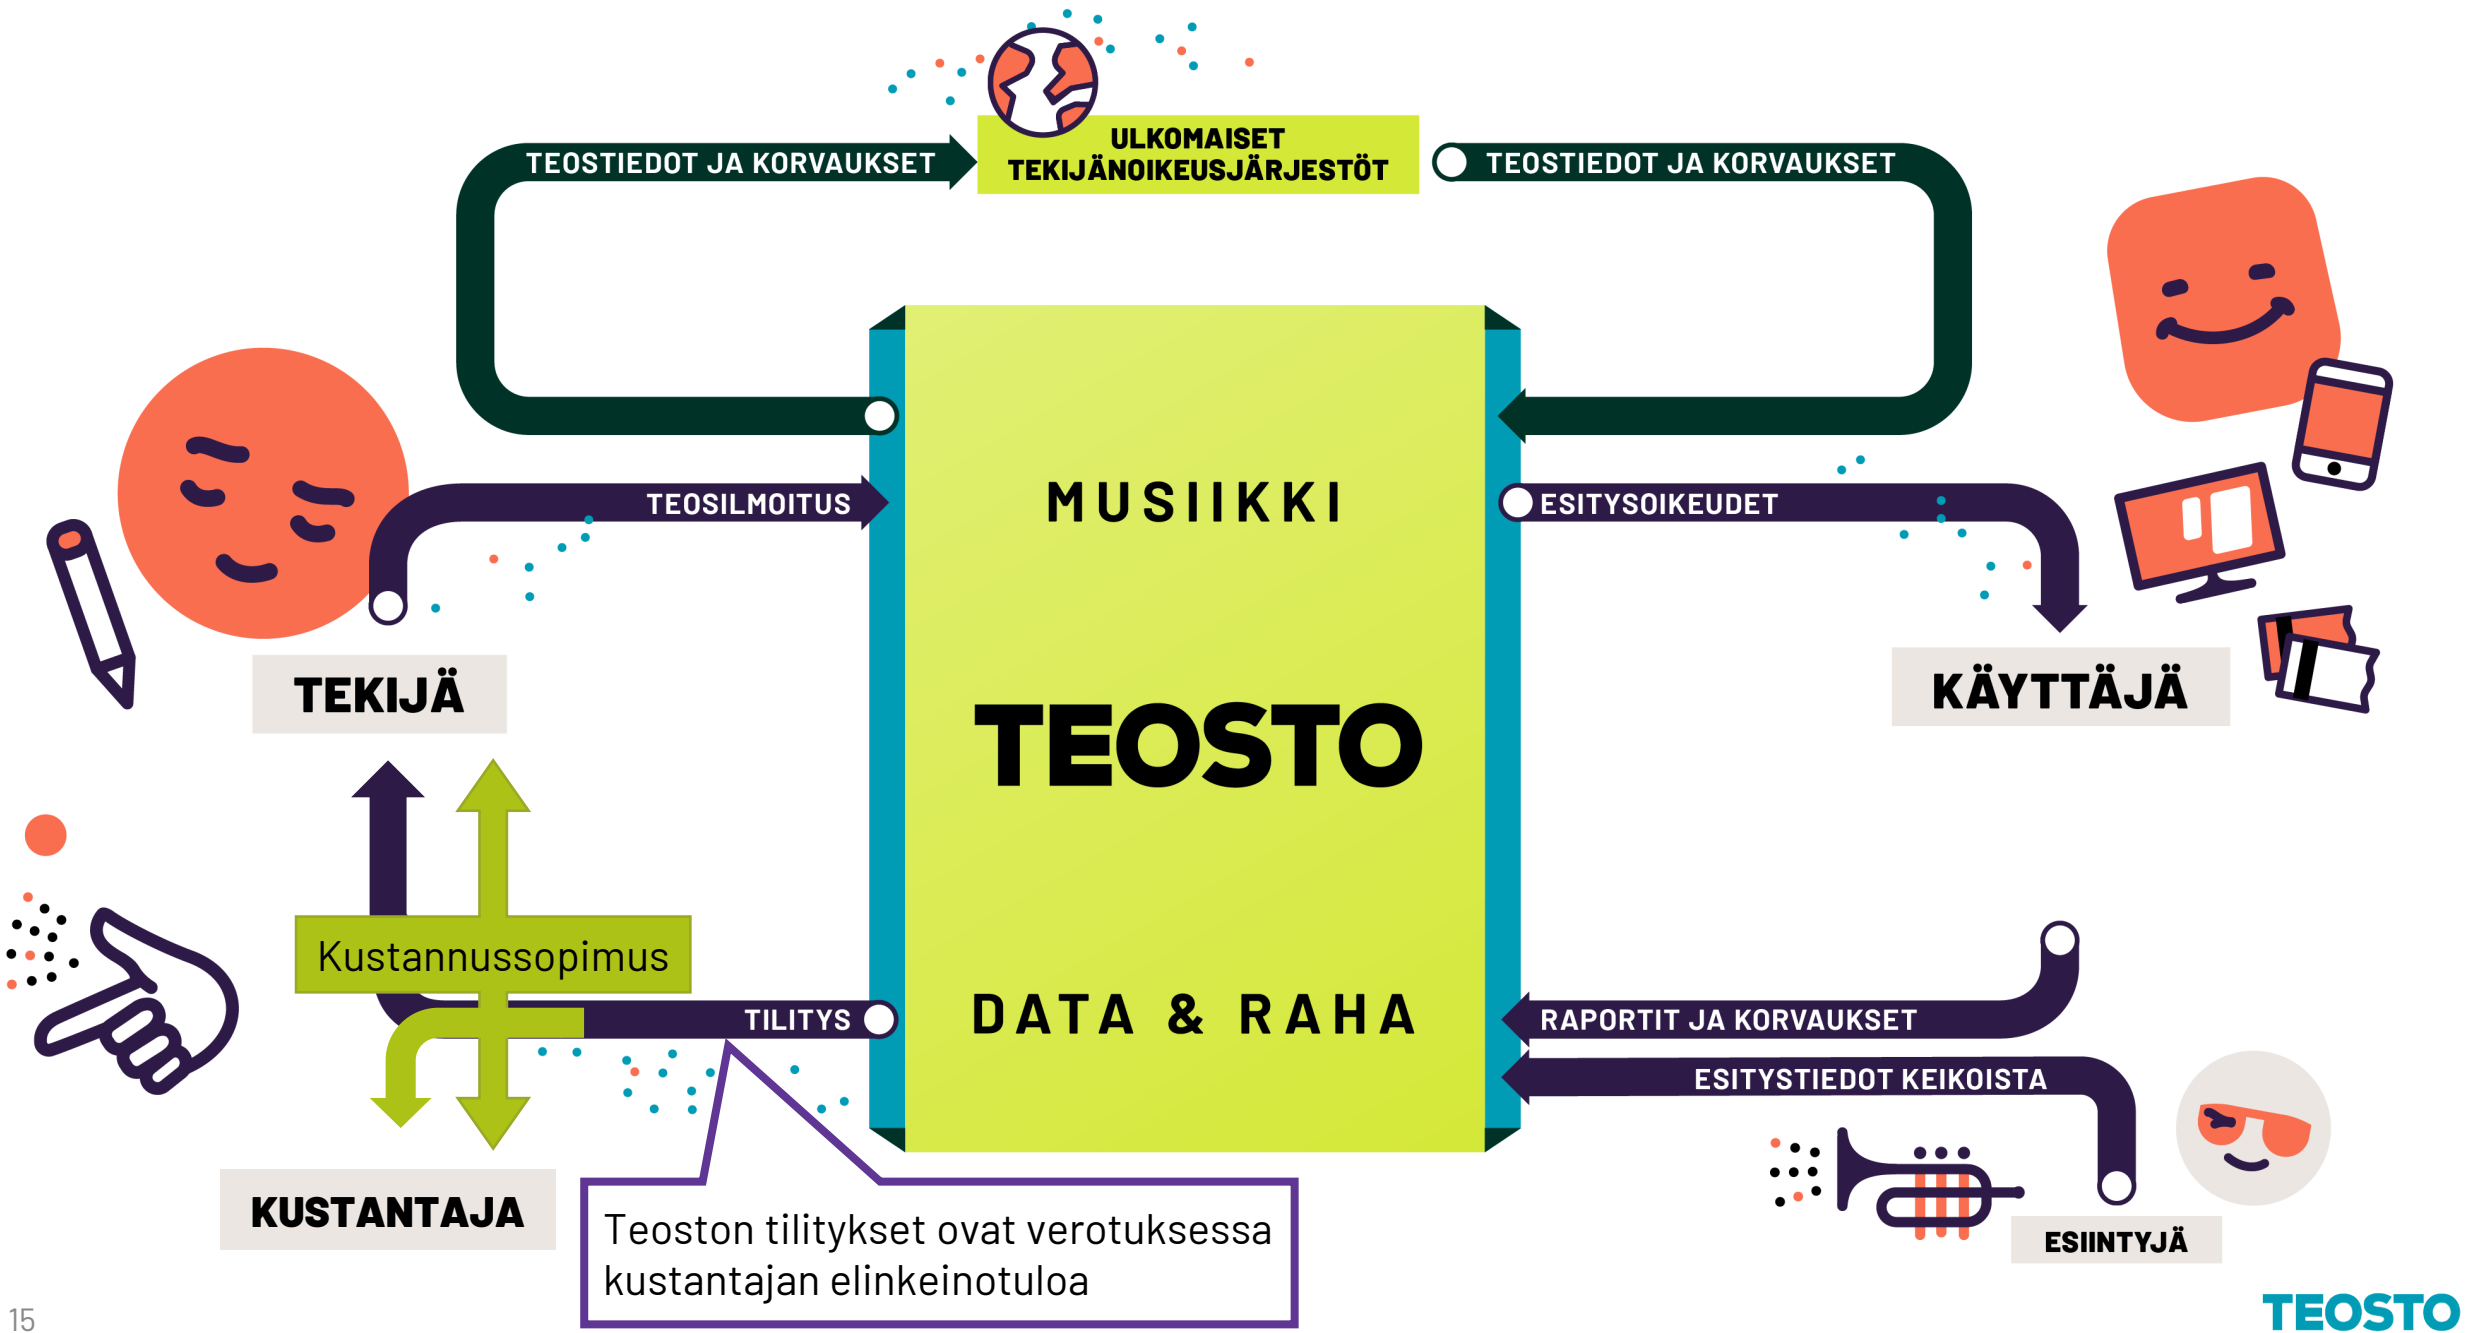 ULKOMAISET
TEKIJÄNOIKEUSJÄRJESTÖT
TEOSTIEDOT JA KORVAUKSET
TEOSTIEDOT JA KORVAUKSET
TEOSILMOITUS
MUSIIKKI
ESITYSOIKEUDET
TEKIJÄ
KÄYTTÄJÄ
TEOSTO
Kustannussopimus
TILITYS
DATA & RAHA
RAPORTIT JA KORVAUKSET
ESITYSTIEDOT KEIKOISTA
KUSTANTAJA
Teoston tilitykset ovat verotuksessa
kustantajan elinkeinotuloa
ESIINTYJÄ
15
TEOSTO